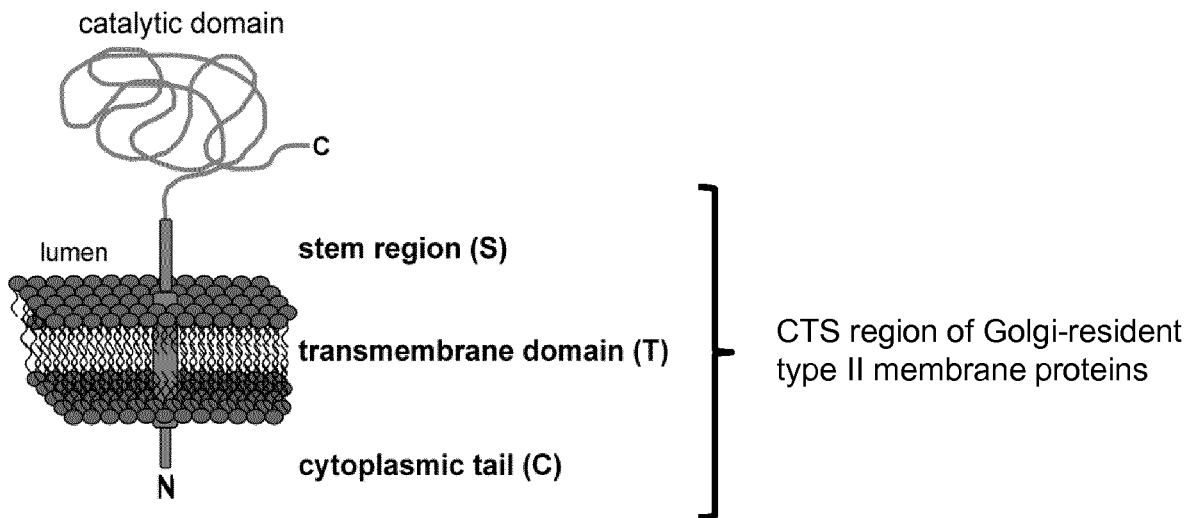 catalytic domain
C
lumen
stem region (S)
transmembrane domain (T)
CTS region of Golgi-resident
type II membrane proteins
cytoplasmic tail (C)
N